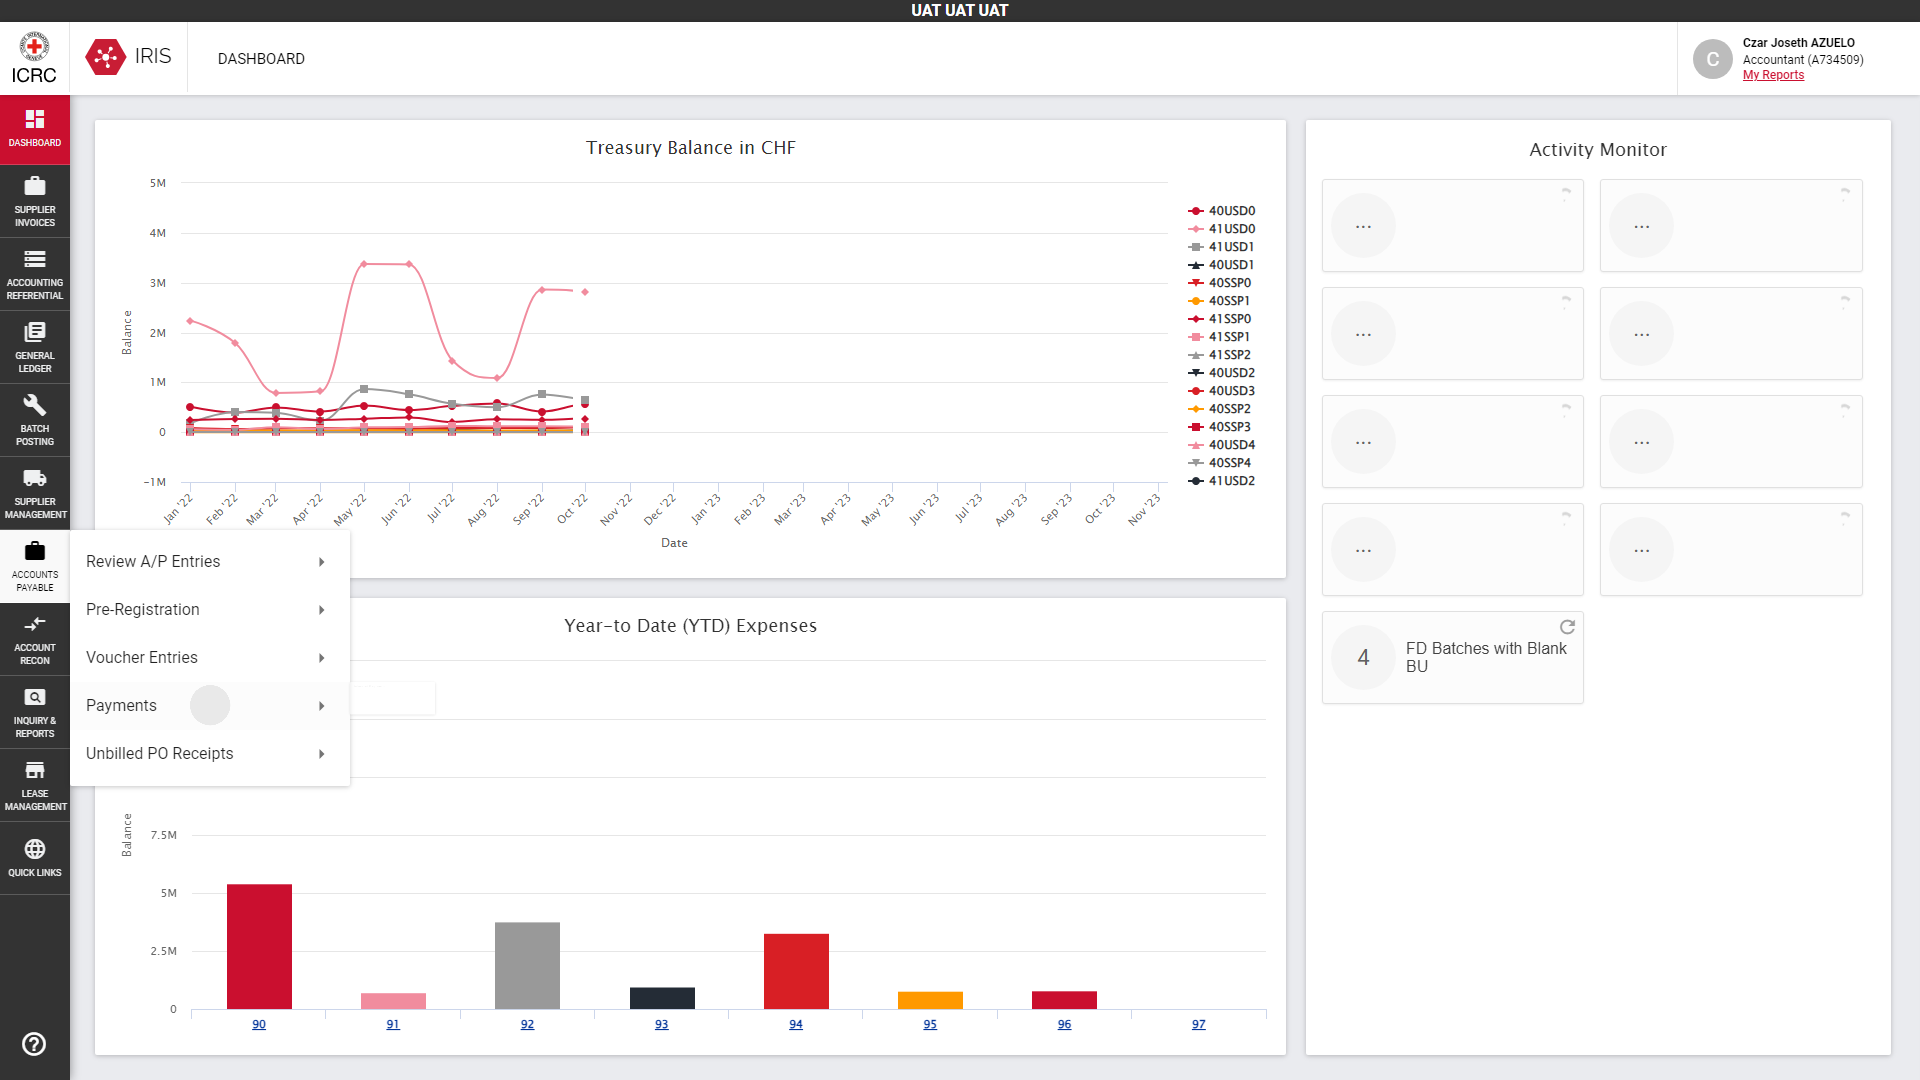 UAT UAT UAT
ICRC
IRIS
DASHBOARD
C
Czar Joseth AZUELO
Accountant (A734509)
My Reports
DASHBOARD
SUPPLIER
INVOICES
ACCOUNTING
REFERENTIAL
GENERAL
LEDGER
BATCH
POSTING
SUPPLIER
MANAGEMENT
ACCOUNTS
PAYABLE
ACCOUNT
RECON
INQUIRY &
REPORTS
LEASE
MANAGEMENT
QUICK LINKS
Review A/P Entries
Pre-Registration
Voucher Entries
Payments
Unbilled PO Receipts
Treasury Balance in CHF
Balance
5M
4M
3M
2M
1M
0
-1M
Jan '22
Feb '22
Mar '22
Apr '22
May '22
Jun '22
Jul '22
Aug '22
Sep '22
Oct '22
Nov '22
Dec '22
Jan '23
Feb '23
Mar '23
Apr '23
May '23
Jun '23
Jul '23
Aug '23
Sep '23
Oct '23
Nov '23
Date
40USD0
41USD0
41USD1
40USD1
40SSP0
40SSP1
41SSP0
41SSP1
41SSP2
40USD2
40USD3
40SSP2
40SSP3
40USD4
40SSP4
41USD2
Year-to Date (YTD) Expenses
Balance
7.5M
5M
2.5M
0
90
91
92
93
94
95
96
97
Activity Monitor
...
...
...
...
...
...
...
...
4
FD Batches with Blank
BU